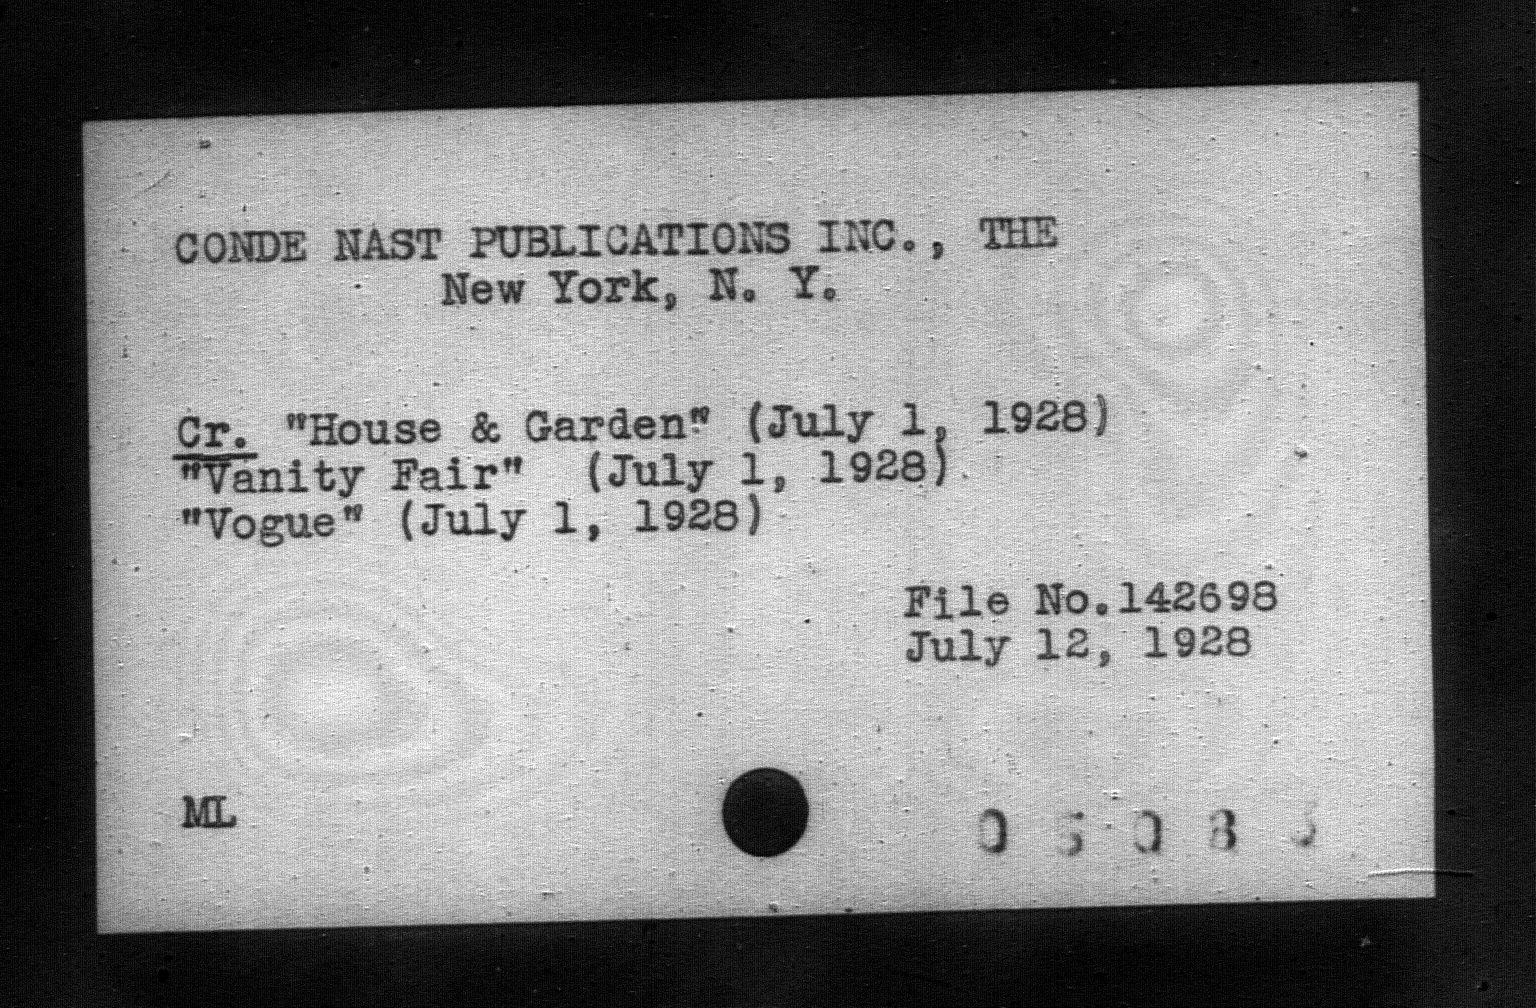 CONDE NAST PUBLICATIONS INC., THE
New York, N. Y.
Cr. "House & Garden" (July 1, 1928)
"Vanity Fair" (July 1, 1928)
"Vogue" (July 1, 1928)
File No.142698
July 12, 1928
ML